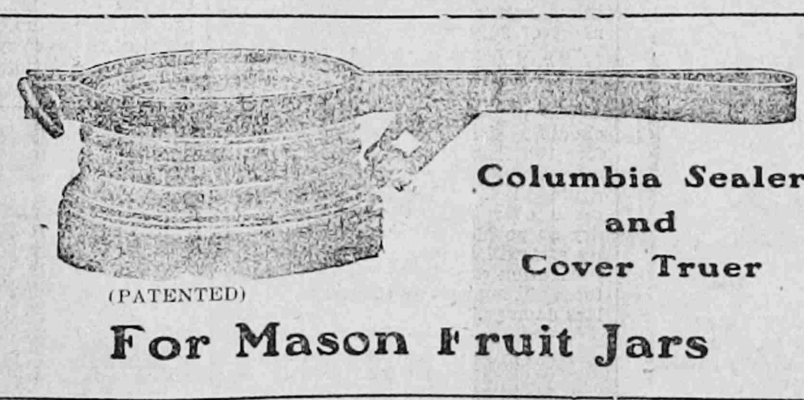 Columbia Sealer
and
Cover Truer
(PATENTED)
For Mason Fruit Jars